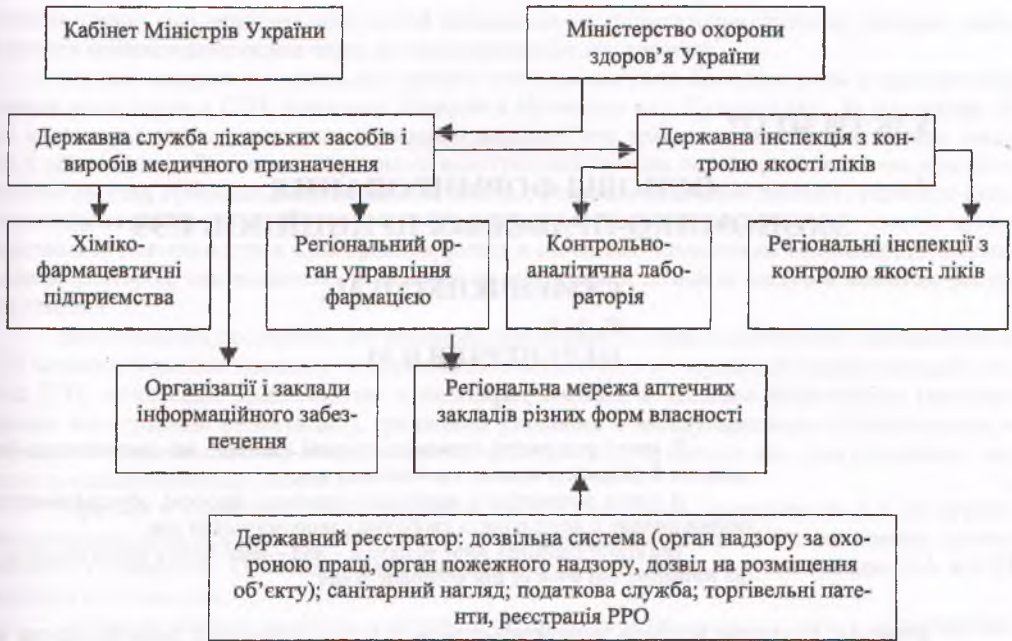 Кабінет Міністрів України
Міністерство охорони
здоров’я України
Державна служба лікарських засобів і
виробів медичного призначення
Державна інспекція з кон-
тролю якості ліків
Хіміко-
фармацевтичні
підприємства
Регіональний ор-
ган управління
фармацією
Контрольно-
аналітична лабо-
раторія
Регіональні інспекції з
контролю якості ліків
Організації і заклади
інформаційного забез-
печення
Регіональна мережа аптечних
закладів різних форм власності
Державний реєстратор: дозвільна система (орган надзору за охо-
роною праці, орган пожежного надзору, дозвіл на розміщення
об’єкту); санітарний нагляд; податкова служба; торгівельні пате-
нти, реєстрація РРО